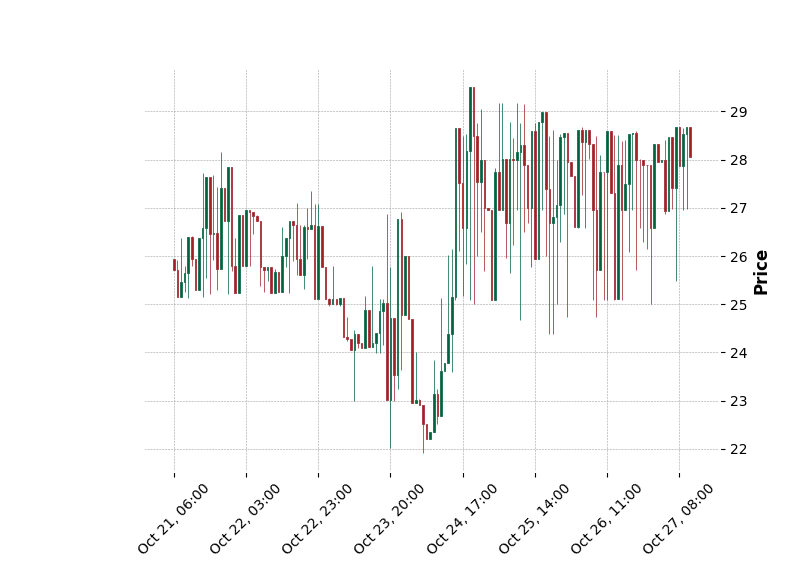 29
28
27
26
25
24
23
22
Price
Oct 21, 06:00
Oct 22, 03:00
Oct 22, 23:00
Oct 23, 20:00
Oct 24, 17:00
Oct 25, 14:00
Oct 26, 11:00
Oct 27, 08:00